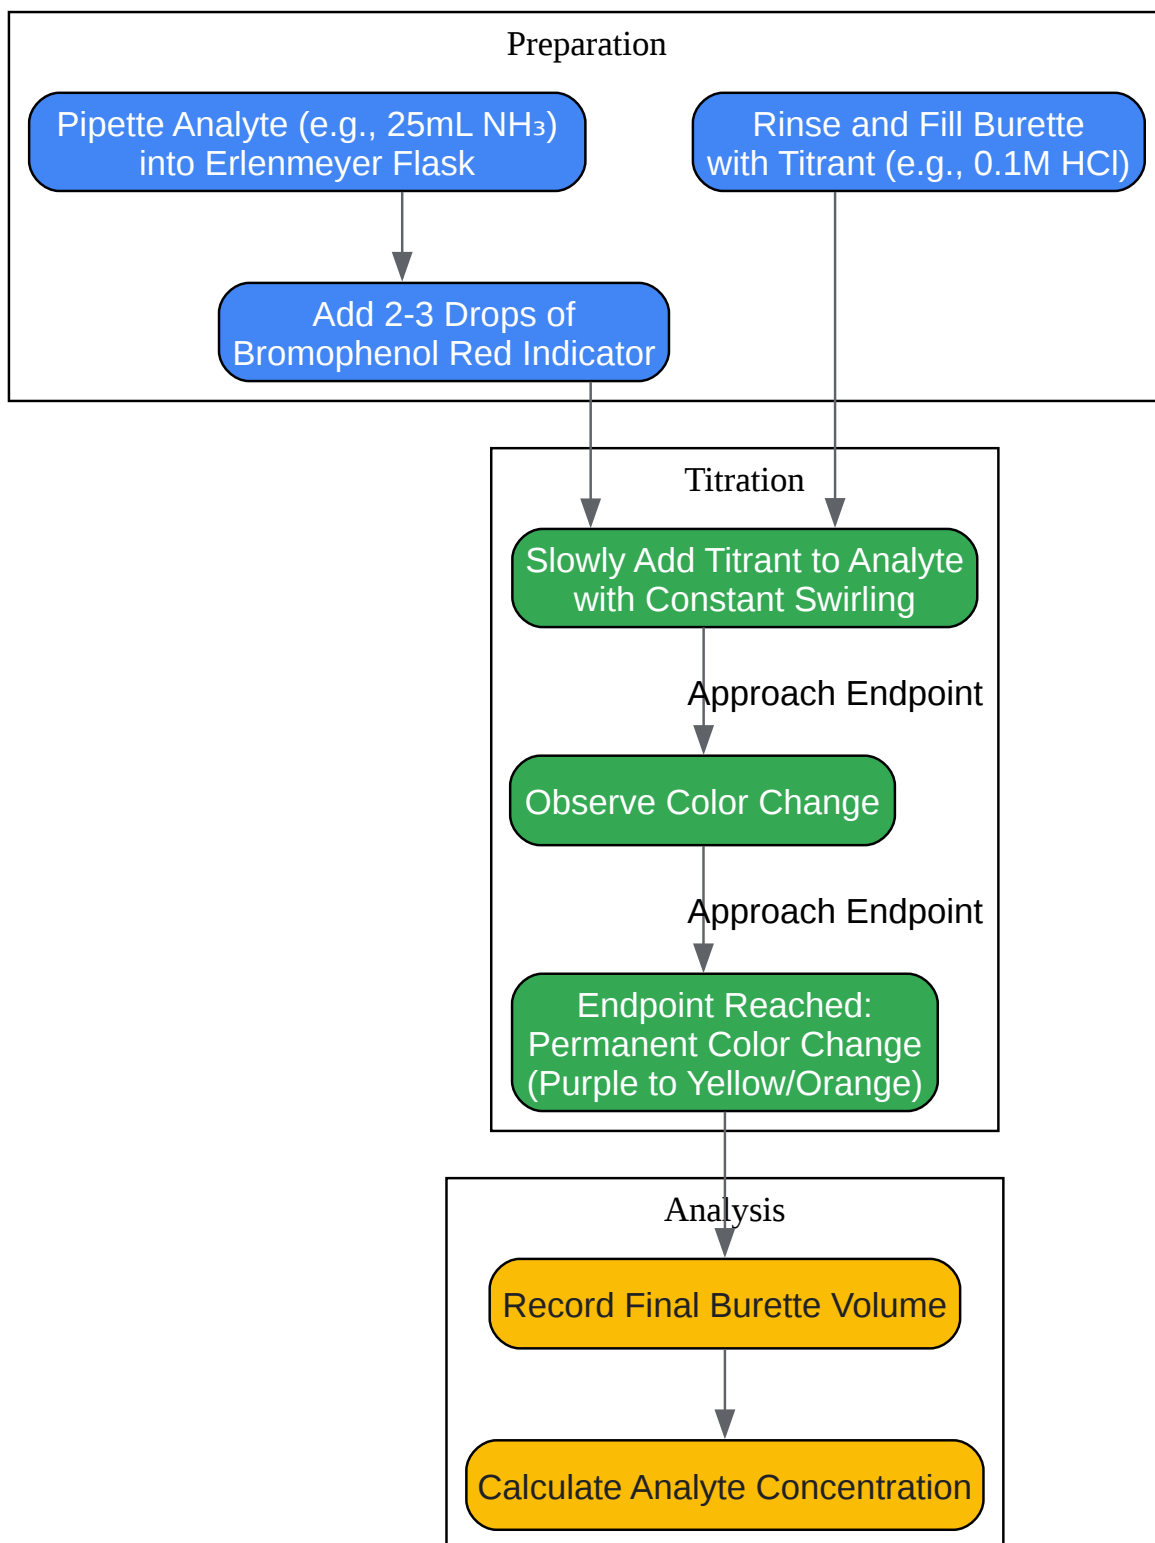 Preparation
Pipette Analyte (e.g., 25mL NH₃)
into Erlenmeyer Flask
Rinse and Fill Burette
with Titrant (e.g., 0.1M HCl)
Add 2-3 Drops of
Bromophenol Red Indicator
Titration
Slowly Add Titrant to Analyte
with Constant Swirling
Approach Endpoint
Observe Color Change
Approach Endpoint
Endpoint Reached:
Permanent Color Change
(Purple to Yellow/Orange)
Analysis
Record Final Burette Volume
Calculate Analyte Concentration